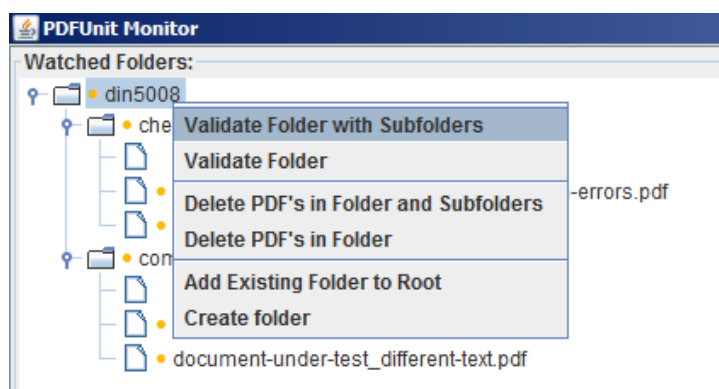 PDFUnit Monitor
Watched Folders:
din5008
che
Validate Folder with Subfolders
Validate Folder
-errors.pdf
Delete PDF's in Folder and Subfolders
Delete PDF's in Folder
com
Add Existing Folder to Root
Create folder
document-under-test_different-text.pdf